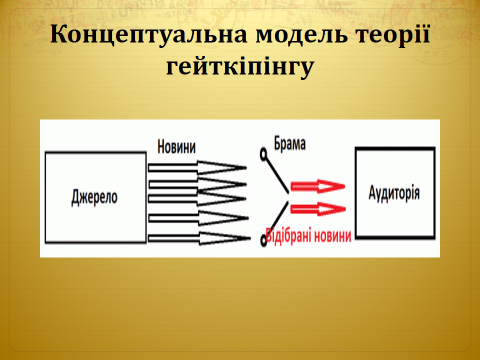 Концептуальна модель теорії
гейткіпінгу
Новини
Брама
Джерело
Аудиторія
Відібрані новини